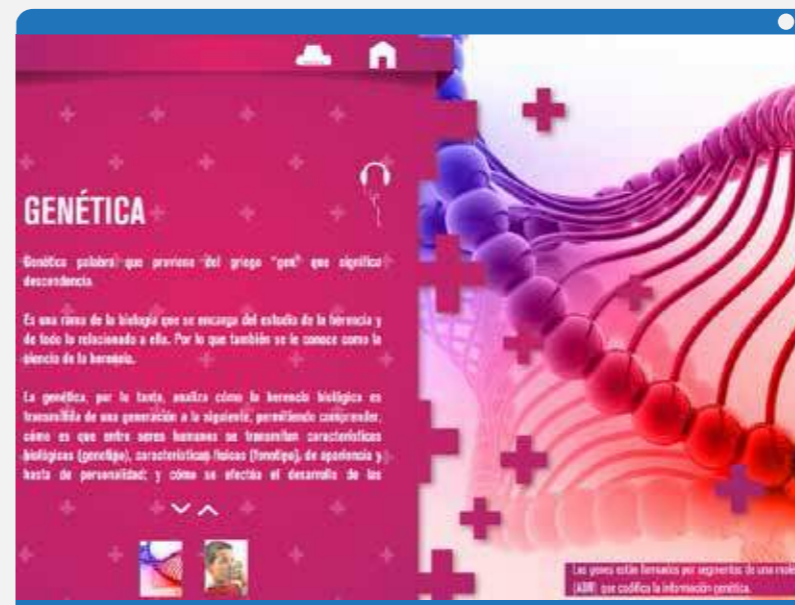 GENÉTICA
Genética palabra que proviene del griego "gen" que significa
descendencia.
Es una rama de la biología que se encarga del estudio de la herencia y
de todo lo relacionado a ella. Por lo que también se le conoce como la
ciencia de la herencia.
La genética, por lo tanto, analiza cómo la herencia biológica es
transmitida de una generación a la siguiente, permitiendo comprender,
cómo es que entre seres humanos se transmiten características
biológicas (genotipo), características físicas (fenotipo), de apariencia y
hasta de personalidad; y cómo se efectúa el desarrollo de las
Los genes están formados por segmentos de una
(ADN) que codifica la información genética.